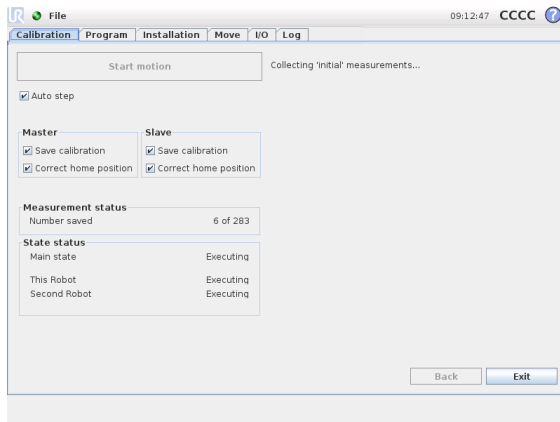 UR File 09:12:47 CCCC ?
Calibration Program Installation Move I/O Log
Start motion
Collecting 'initial' measurements...
Auto step
Master Slave
Save calibration Save calibration
Correct home position Correct home position
Measurement status
Number saved 6 of 283
State status
Main state Executing
This Robot Executing
Second Robot Executing
Back Exit